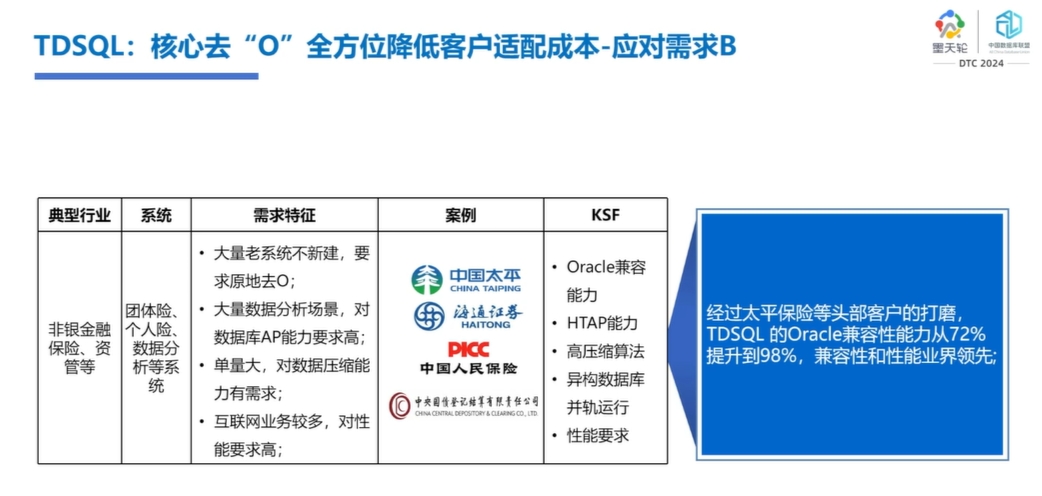 TDSQL：核心去“O”全方位降低客户适配成本-应对需求B
墨天轮
中国数据库联盟
DTC 2024
典型行业
系统
需求特征
案例
KSF
非银金融
保险、资
管等
团体险、
个人险、
数据分
析等系
统
• 大量老系统不新建，要
求原地去O；
• 大量数据分析场景，对
数据库AP能力要求高；
• 单量大，对数据压缩能
力有需求；
• 互联网业务较多，对性
能要求高；
中国太平
CHINA TAIPING
海通证券
HAITONG
PICC
中国人民保险
中央国债登记结算有限责任公司
CHINA CENTRAL DEPOSITORY & CLEARING CO., LTD.
• Oracle兼容
能力
• HTAP能力
• 高压缩算法
• 异构数据库
并轨运行
• 性能要求
经过太平保险等头部客户的打磨，
TDSQL 的Oracle兼容性能力从72%
提升到98%，兼容性和性能业界领先;